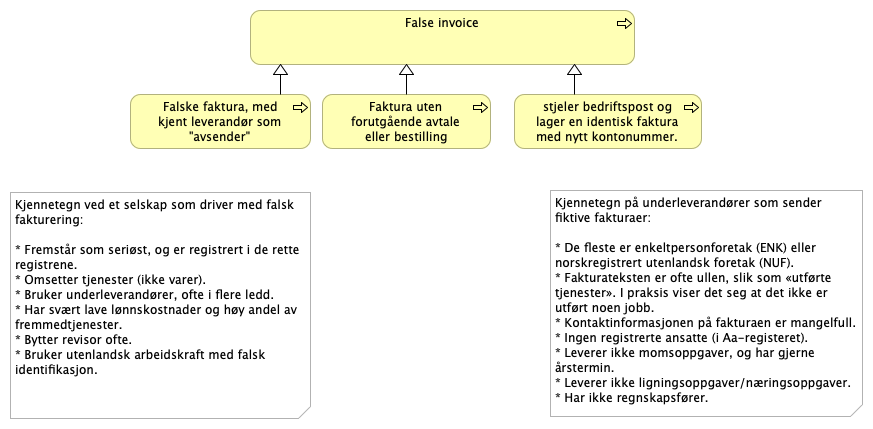 False invoice
Falske faktura, med
kjent leverandør som
"avsender"
Faktura uten
forutgående avtale
eller bestilling
stjeler bedriftspost og
lager en identisk faktura
med nytt kontonummer.
Kjennetegn ved et selskap som driver med falsk
fakturering:
* Fremstår som seriøst, og er registrert i de rette
registrene.
* Omsetter tjenester (ikke varer).
* Bruker underleverandører, ofte i flere ledd.
* Har svært lave lønnskostnader og høy andel av
fremmedtjenester.
* Bytter revisor ofte.
* Bruker utenlandsk arbeidskraft med falsk
identifikasjon.
Kjennetegn på underleverandører som sender
fiktive fakturaer:
* De fleste er enkeltpersonforetak (ENK) eller
norskregistrert utenlandsk foretak (NUF).
* Fakturateksten er ofte ullen, slik som «utførte
tjenester». I praksis viser det seg at det ikke er
utført noen jobb.
* Kontaktinformasjonen på fakturaen er mangelfull.
* Ingen registrerte ansatte (i Aa-registeret).
* Leverer ikke momsoppgaver, og har gjerne
årstermin.
* Leverer ikke ligningsoppgaver/næringsoppgaver.
* Har ikke regnskapsfører.